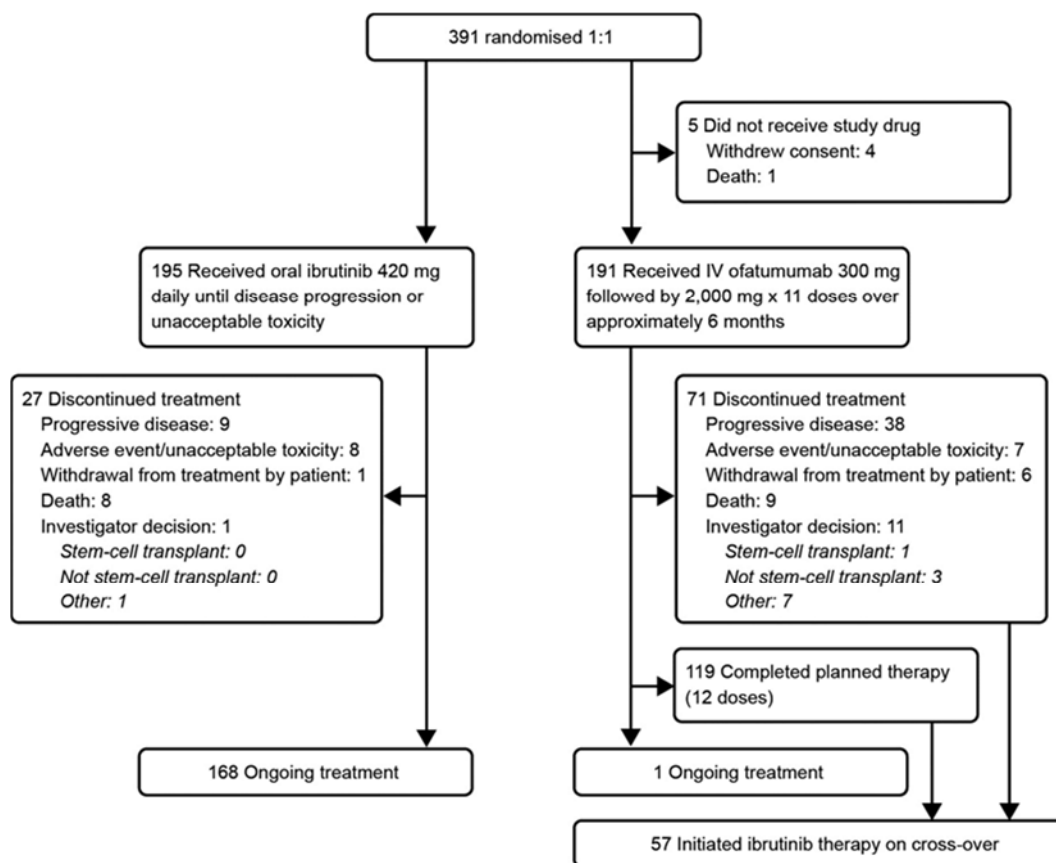 391 randomised 1:1
5 Did not receive study drug
Withdrew consent: 4
Death: 1
195 Received oral ibrutinib 420 mg
daily until disease progression or
unacceptable toxicity
191 Received IV ofatumumab 300 mg
followed by 2,000 mg x 11 doses over
approximately 6 months
27 Discontinued treatment
Progressive disease: 9
Adverse event/unacceptable toxicity: 8
Withdrawal from treatment by patient: 1
Death: 8
Investigator decision: 1
Stem-cell transplant: 0
Not stem-cell transplant: 0
Other: 1
71 Discontinued treatment
Progressive disease: 38
Adverse event/unacceptable toxicity: 7
Withdrawal from treatment by patient: 6
Death: 9
Investigator decision: 11
Stem-cell transplant: 1
Not stem-cell transplant: 3
Other: 7
119 Completed planned therapy
(12 doses)
168 Ongoing treatment
1 Ongoing treatment
57 Initiated ibrutinib therapy on cross-over